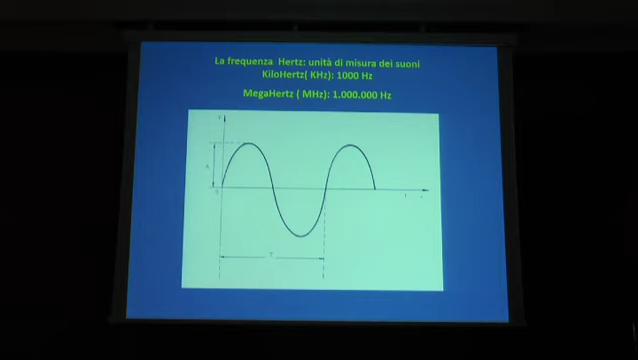 La frequenza Hertz: unità di misura dei suoni
KiloHertz( KHz): 1000 Hz
MegaHertz ( MHz): 1.000.000 Hz
A
T